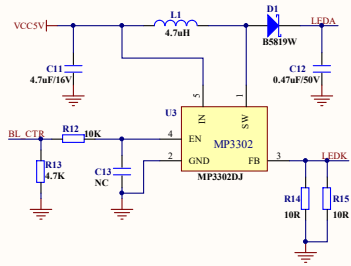 L1
4.7uH
D1
B5819W
VCC5V
LEDA
C11
4.7uF/16V
C12
0.47uF/50V
5
1
U3
IN
SW
BL_CTR
R12
10K
4
EN
MP3302
2
GND
FB
3
LEDK
R13
4.7K
C13
NC
MP3302DJ
R14
10R
R15
10R